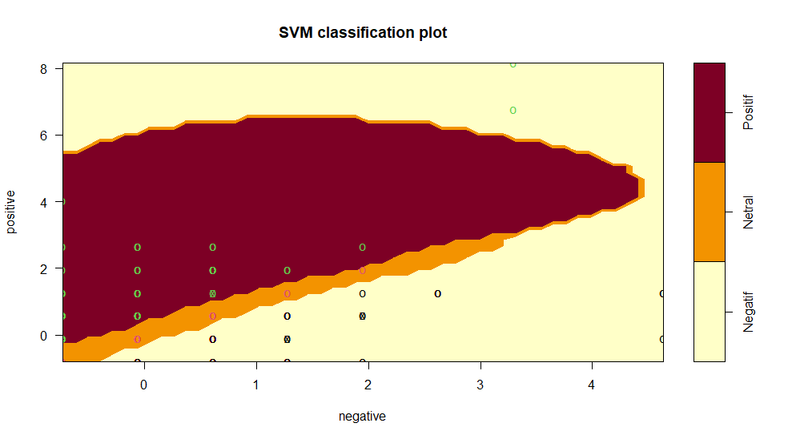 SVM classification plot
8
6
4
2
0
positive
0 1 2 3 4
negative
Positif
Netral
Negatif